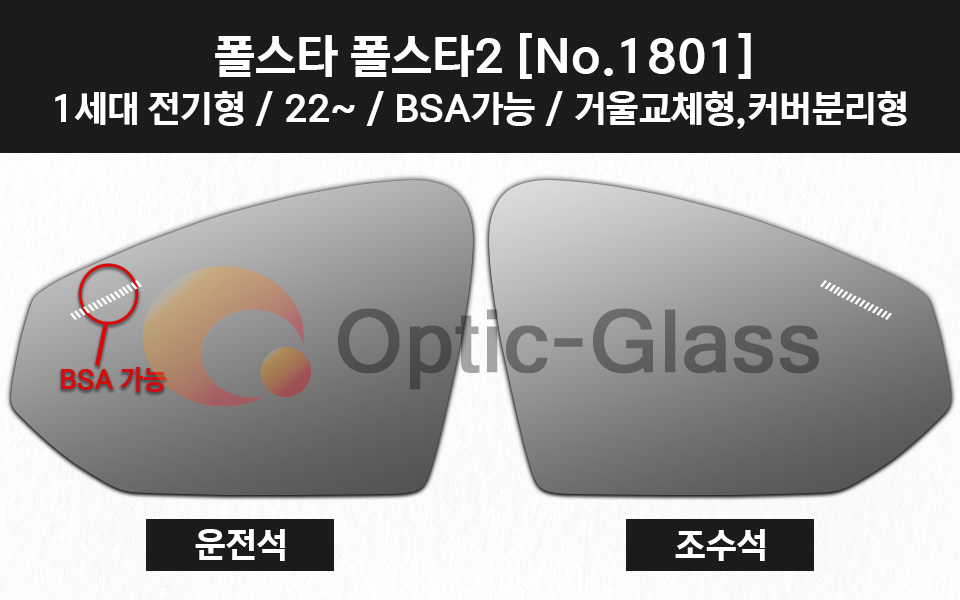 폴스타 폴스타2 [No.1801]
1세대 전기형 / 22~ / BSA가능 / 거울교체형,커버분리형
Optic-Glass
BSA 가능
운전석
조수석